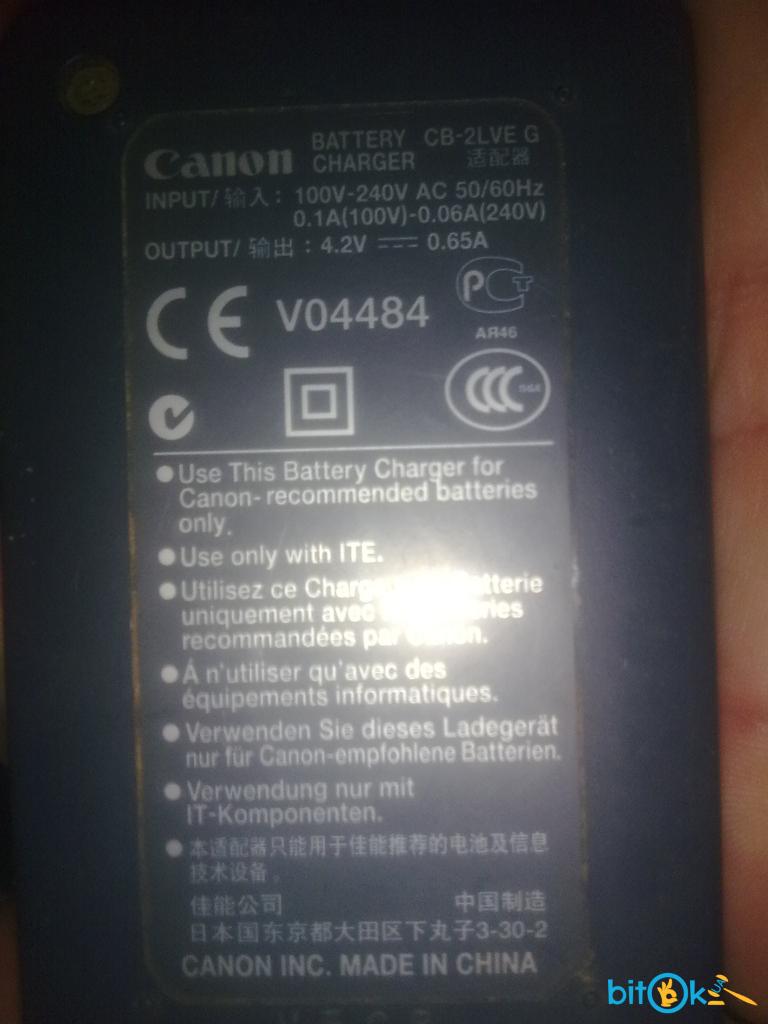 Canon BATTERY CHARGER CB-2LVE G
适配器
INPUT/输入: 100V-240V AC 50/60Hz
0.1A(100V)-0.06A(240V)
OUTPUT/输出: 4.2V ⎓ 0.65A
CE V04484 РСТ
АЯ46
CCC S&E
●Use This Battery Charger for
Canon-recommended batteries
only.
●Use only with ITE.
●Utilisez ce
uniquement avec
recommandées par Canon.
●À n'utiliser qu'avec des
équipements informatiques.
●Verwenden Sie dieses Ladegerät
nur für Canon-empfohlene Batterien.
●Verwendung nur mit
IT-Komponenten.
●本适配器只能用于佳能推荐的电池及信息
技术设备。
佳能公司 中国制造
日本国东京都大田区下丸子3-30-2
CANON INC. MADE IN CHINA
bitOk UA